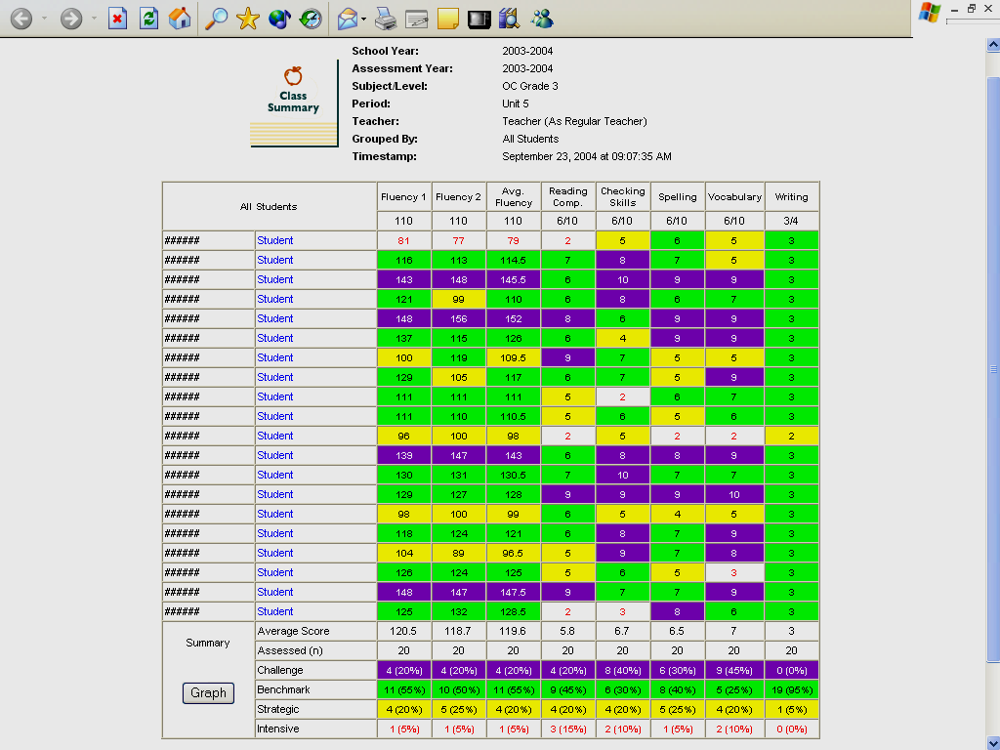 School Year: 2003-2004
Assessment Year: 2003-2004
Subject/Level: OC Grade 3
Period: Unit 5
Teacher: Teacher (As Regular Teacher)
Grouped By: All Students
Timestamp: September 23, 2004 at 09:07:35 AM
Class
Summary
All Students Fluency 1 Fluency 2 Avg. Fluency Reading Comp. Checking Skills Spelling Vocabulary Writing
110 110 110 6/10 6/10 6/10 6/10 3/4
###### Student 81 77 79 2 5 6 5 3
###### Student 116 113 114.5 7 8 7 5 3
###### Student 143 148 145.5 6 10 9 9 3
###### Student 121 99 110 6 8 6 7 3
###### Student 148 156 152 8 6 9 9 3
###### Student 137 115 126 6 4 9 9 3
###### Student 100 119 109.5 9 7 5 5 3
###### Student 129 105 117 6 7 5 9 3
###### Student 111 111 111 5 2 6 7 3
###### Student 111 110 110.5 5 6 5 6 3
###### Student 96 100 98 2 5 2 2 2
###### Student 139 147 143 6 8 8 9 3
###### Student 130 131 130.5 7 10 7 7 3
###### Student 129 127 128 9 9 9 10 3
###### Student 98 100 99 6 5 4 5 3
###### Student 118 124 121 6 8 7 9 3
###### Student 104 89 96.5 5 9 7 8 3
###### Student 126 124 125 5 6 5 3 3
###### Student 148 147 147.5 9 7 7 9 3
###### Student 125 132 128.5 2 3 8 6 3
Summary
Average Score 120.5 118.7 119.6 5.8 6.7 6.5 7 3
Assessed (n) 20 20 20 20 20 20 20 20
Challenge 4 (20%) 4 (20%) 4 (20%) 4 (20%) 8 (40%) 6 (30%) 9 (45%) 0 (0%)
Graph
Benchmark 11 (55%) 10 (50%) 11 (55%) 9 (45%) 6 (30%) 8 (40%) 5 (25%) 19 (95%)
Strategic 4 (20%) 5 (25%) 4 (20%) 4 (20%) 4 (20%) 5 (25%) 4 (20%) 1 (5%)
Intensive 1 (5%) 1 (5%) 1 (5%) 3 (15%) 2 (10%) 1 (5%) 2 (10%) 0 (0%)